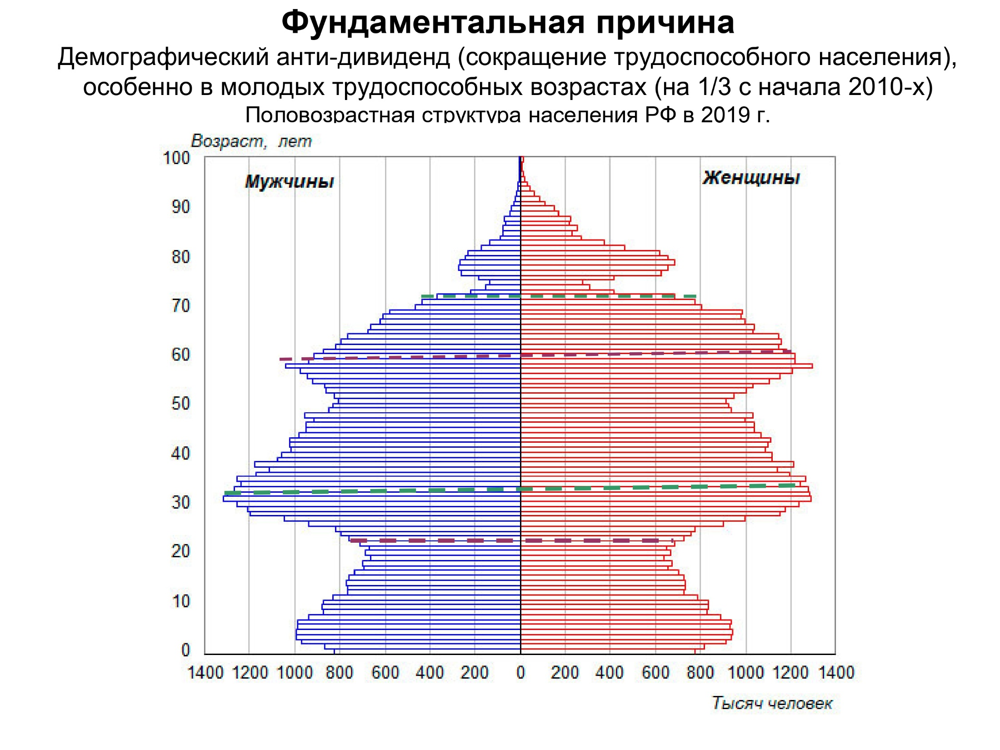 Фундаментальная причина
Демографический анти-дивиденд (сокращение трудоспособного населения),
особенно в молодых трудоспособных возрастах (на 1/3 с начала 2010-х)
Половозрастная структура населения РФ в 2019 г.
Возраст, лет
100
Мужчины Женщины
90
80
70
60
50
40
30
20
10
0
1400 1200 1000 800 600 400 200 0 200 400 600 800 1000 1200 1400
Тысяч человек